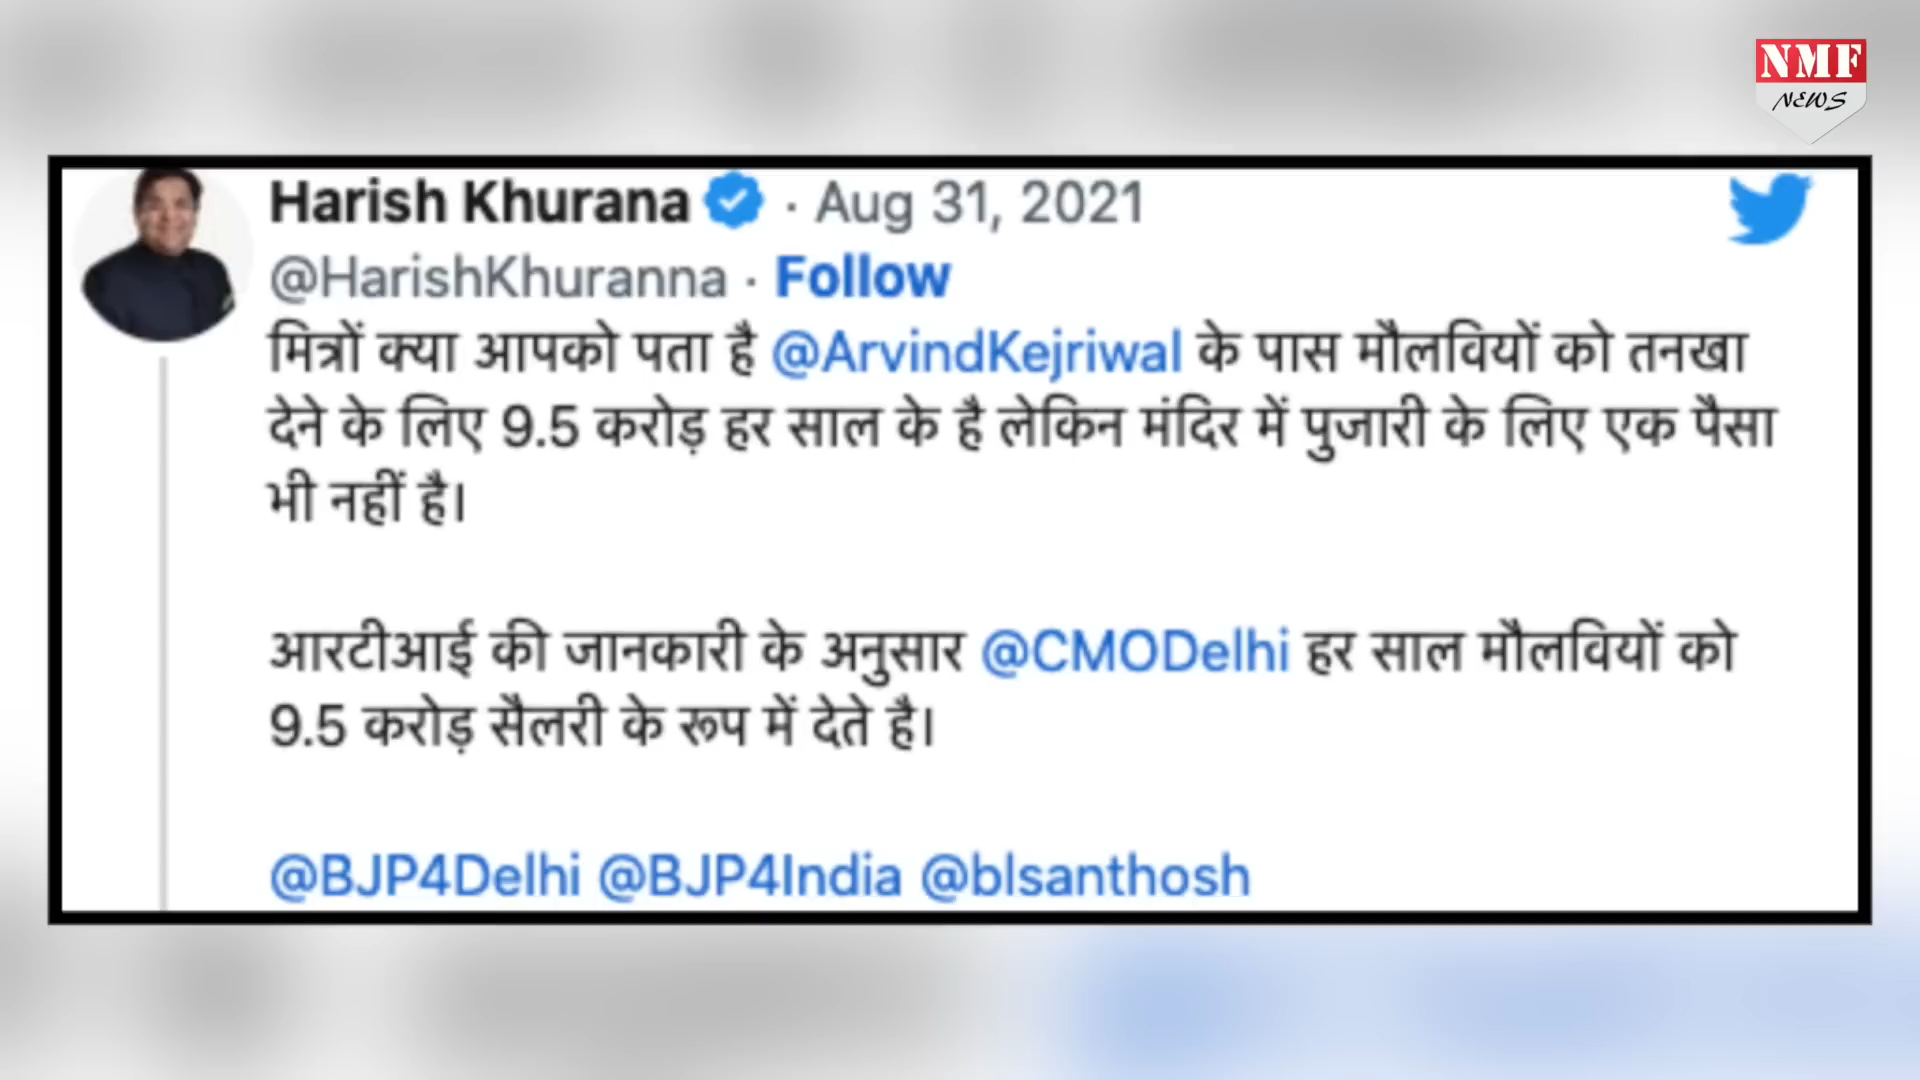 NMF
NEWS
Harish Khurana · Aug 31, 2021
@HarishKhuranna · Follow
मित्रों क्या आपको पता है @ArvindKejriwal के पास मौलवियों को तनखा
देने के लिए 9.5 करोड़ हर साल के है लेकिन मंदिर में पुजारी के लिए एक पैसा
भी नहीं है।
आरटीआई की जानकारी के अनुसार @CMODelhi हर साल मौलवियों को
9.5 करोड़ सैलरी के रूप में देते है।
@BJP4Delhi @BJP4India @blsanthosh